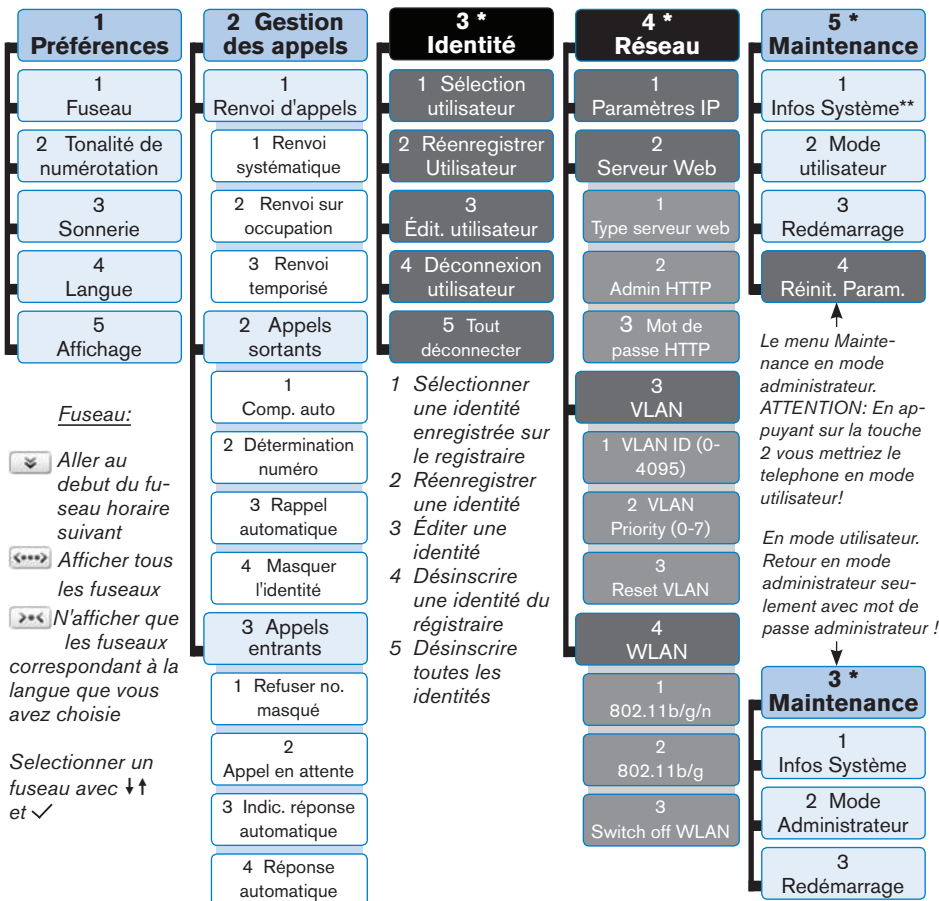 1
Préférences
1
Fuseau
2 Tonalité de
numérotation
3
Sonnerie
4
Langue
5
Affichage
Fuseau:
Aller au
debut du fu-
seau horaire
suivant
Afficher tous
les fuseaux
N'afficher que
les fuseaux
correspondant à la
langue que vous
avez choisie
Selectionner un
fuseau avec ↓↑
et ✓
2 Gestion
des appels
1
Renvoi d'appels
1 Renvoi
systématique
2 Renvoi sur
occupation
3 Renvoi
temporisé
2 Appels
sortants
1
Comp. auto
2 Détermination
numéro
3 Rappel
automatique
4 Masquer
l'identité
3 Appels
entrants
1 Refuser no.
masqué
2
Appel en attente
3 Indic. réponse
automatique
4 Réponse
automatique
3 *
Identité
1 Sélection
utilisateur
2 Réenregistrer
Utilisateur
3
Édit. utilisateur
4 Déconnexion
utilisateur
5 Tout
déconnecter
1 Sélectionner
une identité
enregistrée sur
le registraire
2 Réenregistrer
une identité
3 Éditer une
identité
4 Désinscrire
une identité du
régistraire
5 Désinscrire
toutes les
identités
4 *
Réseau
1
Paramètres IP
2
Serveur Web
1
Type serveur web
2
Admin HTTP
3 Mot de
passe HTTP
3
VLAN
1 VLAN ID (0-
4095)
2 VLAN
Priority (0-7)
3
Reset VLAN
4
WLAN
1
802.11b/g/n
2
802.11b/g
3
Switch off WLAN
5 *
Maintenance
1
Infos Système**
2 Mode
utilisateur
3
Redémarrage
4
Réinit. Param.
Le menu Mainte-
nance en mode
administrateur.
ATTENTION: En ap-
puyant sur la touche
2 vous mettriez le
telephone en mode
utilisateur!
En mode utilisateur.
Retour en mode
administrateur seu-
lement avec mot de
passe administrateur !
3 *
Maintenance
1
Infos Système
2 Mode
Administrateur
3
Redémarrage